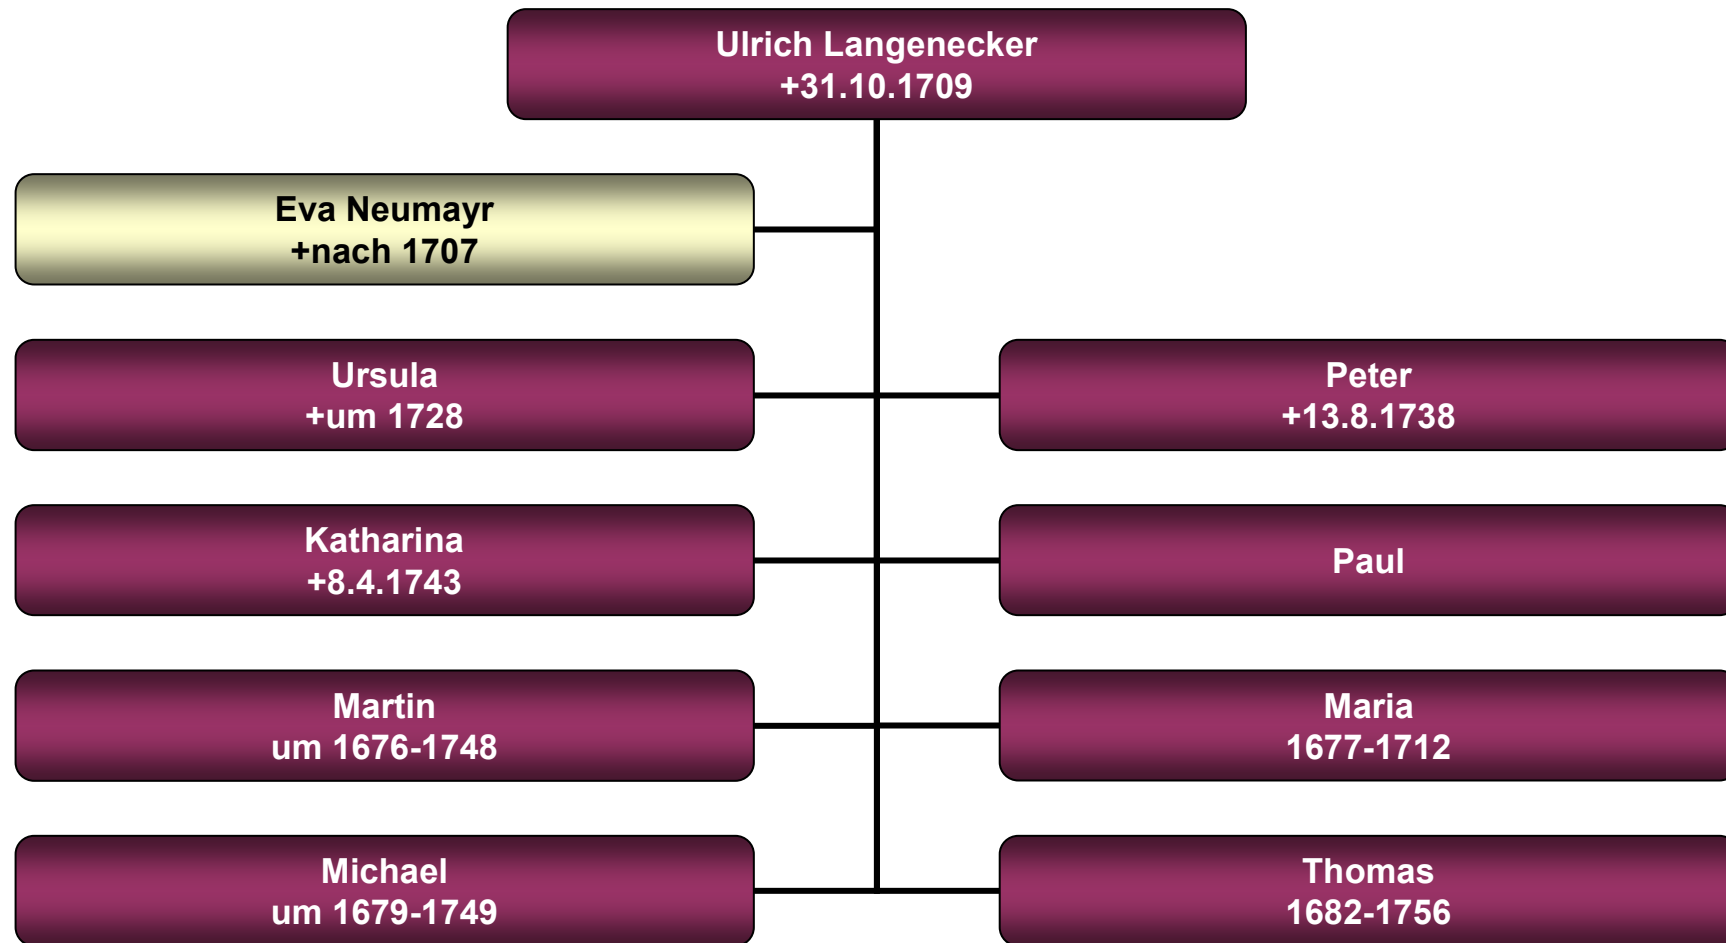 Ulrich Langenecker
+31.10.1709
Eva Neumayr
+nach 1707
Ursula
+um 1728
Peter
+13.8.1738
Katharina
+8.4.1743
Paul
Martin
um 1676-1748
Maria
1677-1712
Michael
um 1679-1749
Thomas
1682-1756